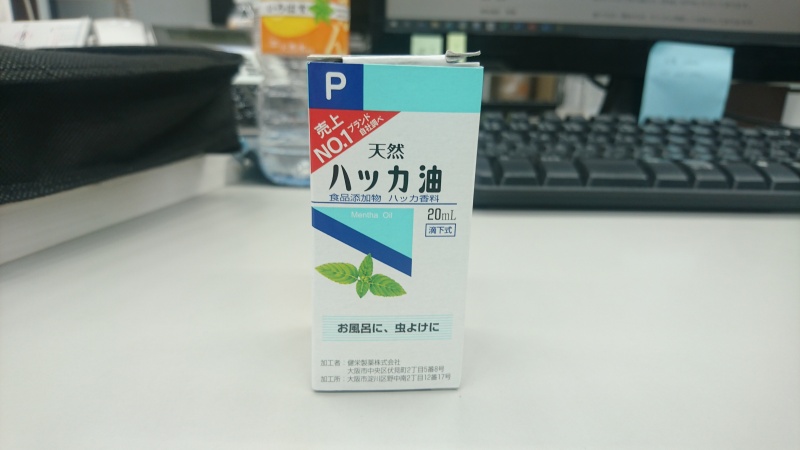 P
売上
NO.1
ブランド
自社調べ
天然
ハッカ油
食品添加物 ハッカ香料
Mentha Oil
20mL
滴下式
お風呂に、虫よけに
加工者：健栄製薬株式会社
大阪市中央区伏見町2丁目5番8号
加工所：大阪市淀川区野中南2丁目12番17号